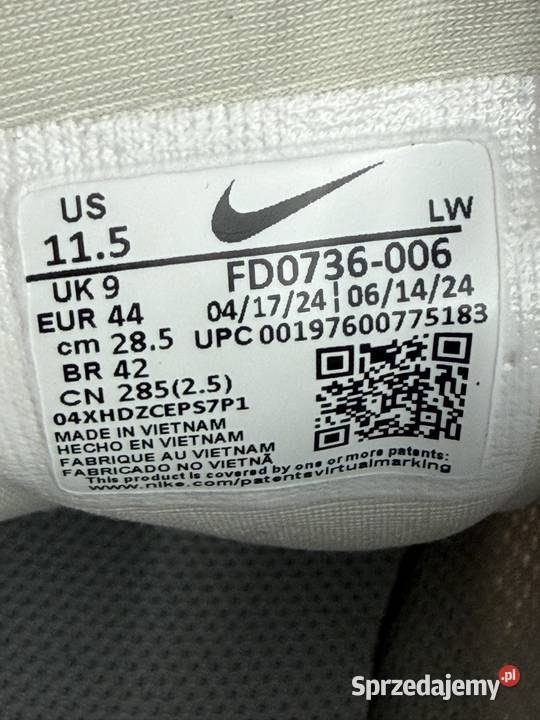 US
11.5
LW
UK 9
FD0736-006
EUR 44
04/17/24 | 06/14/24
cm 28.5
UPC 00197600775183
BR 42
CN 285(2.5)
04XHDZCEPS7P1
MADE IN VIETNAM
HECHO EN VIETNAM
FABRIQUE AU VIETNAM
FABRICADO NO VIETNÃ
This product is covered by one or more patents:
www.nike.com/patentsvirtualmarking
Sprzedajemy.pl